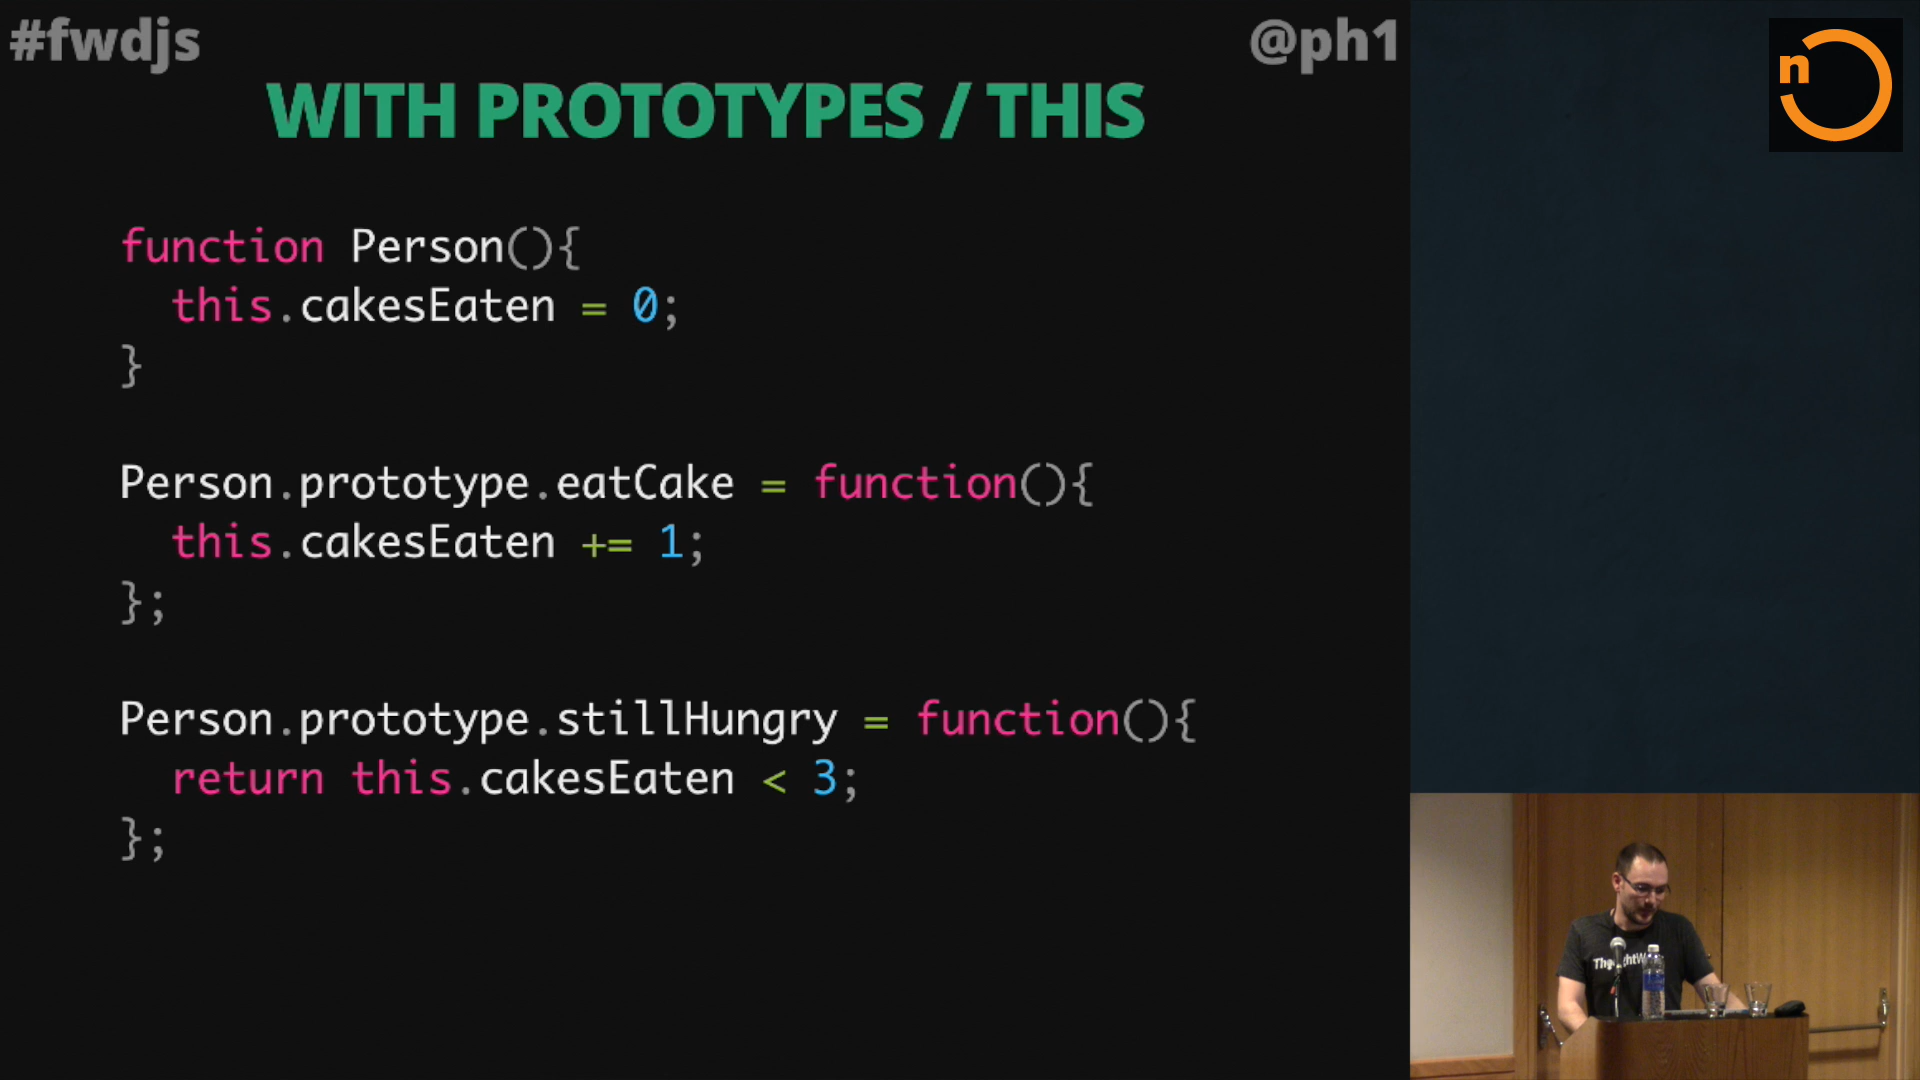 #fwdjs
@ph1
n
WITH PROTOTYPES / THIS
function Person(){
  this.cakesEaten = 0;
}
Person.prototype.eatCake = function(){
  this.cakesEaten += 1;
};
Person.prototype.stillHungry = function(){
  return this.cakesEaten < 3;
};